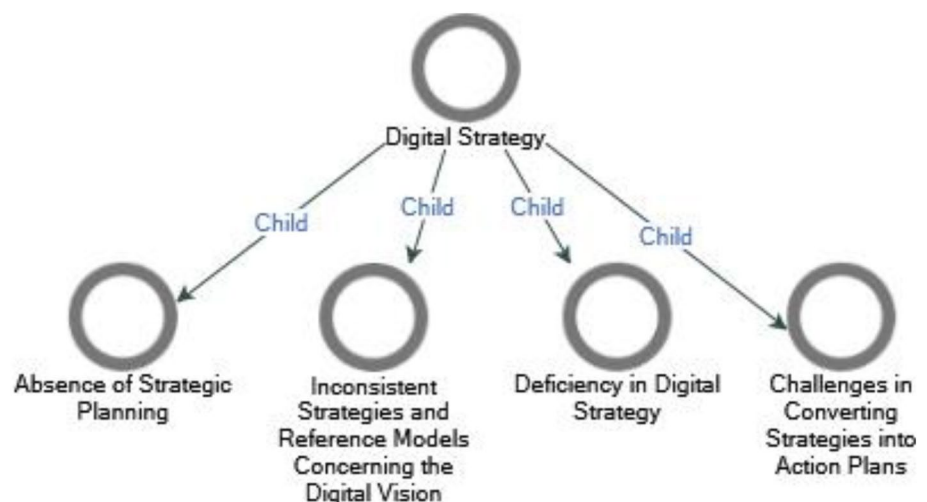 Digital Strategy
Child
Child
Child
Child
Absence of Strategic
Planning
Inconsistent
Strategies and
Reference Models
Concerning the
Digital Vision
Deficiency in Digital
Strategy
Challenges in
Converting
Strategies into
Action Plans